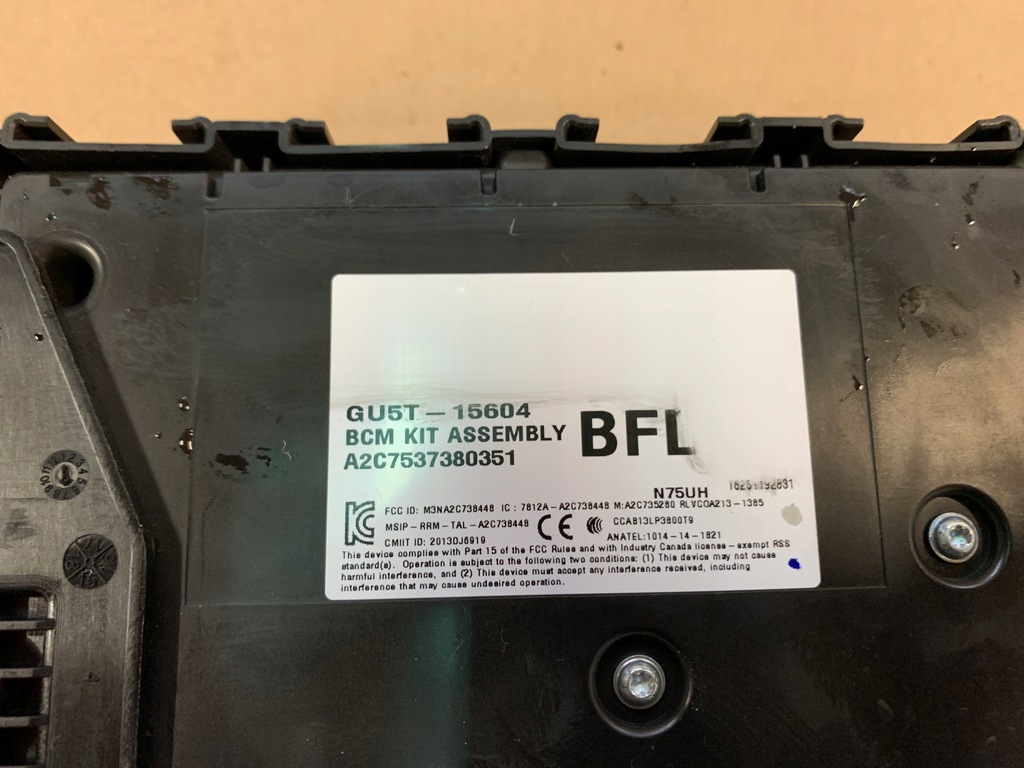 GU5T-15604
BCM KIT ASSEMBLY BFL
A2C7537380351
N75UH
FCC ID: M3NA2C738448 IC: 7812A-A2C738448 M:A2C735280 RLVCOA213-1385
MSIP-RRM-TAL-A2C738448 CE CCAB13LP3800T9
CMIIT ID: 2013DJ6919 ANATEL:1014-14-1821
This device complies with Part 15 of the FCC Rules and with Industry Canada license-exempt RSS
standard(s). Operation is subject to the following two conditions: (1) This device may not cause
harmful interference, and (2) This device must accept any interference received, including
interference that may cause undesired operation.